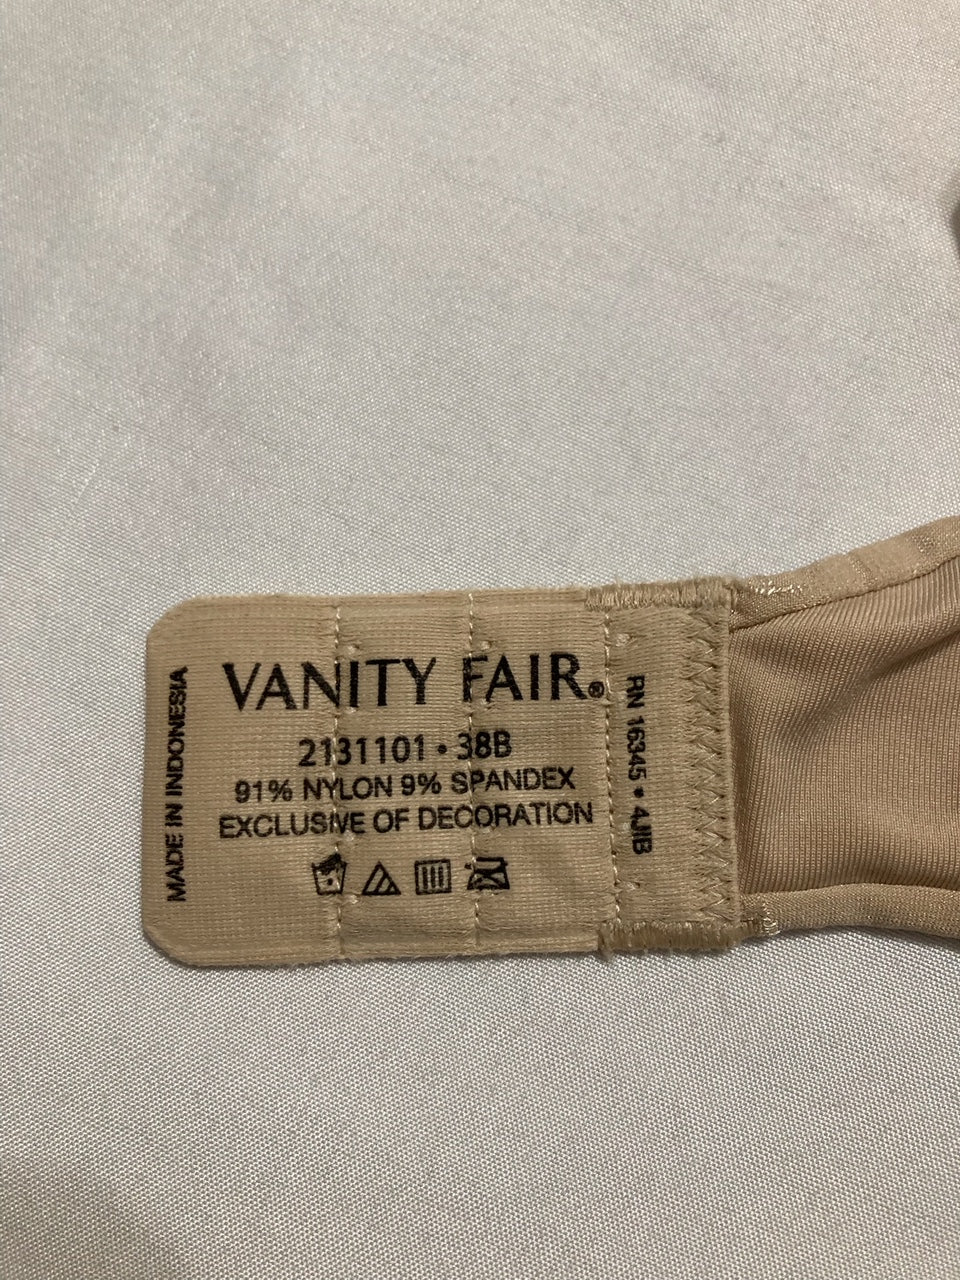 VANITY FAIR®
2131101 • 38B
91% NYLON 9% SPANDEX
EXCLUSIVE OF DECORATION
MADE IN INDONESIA
RN 16345 • 4JIB